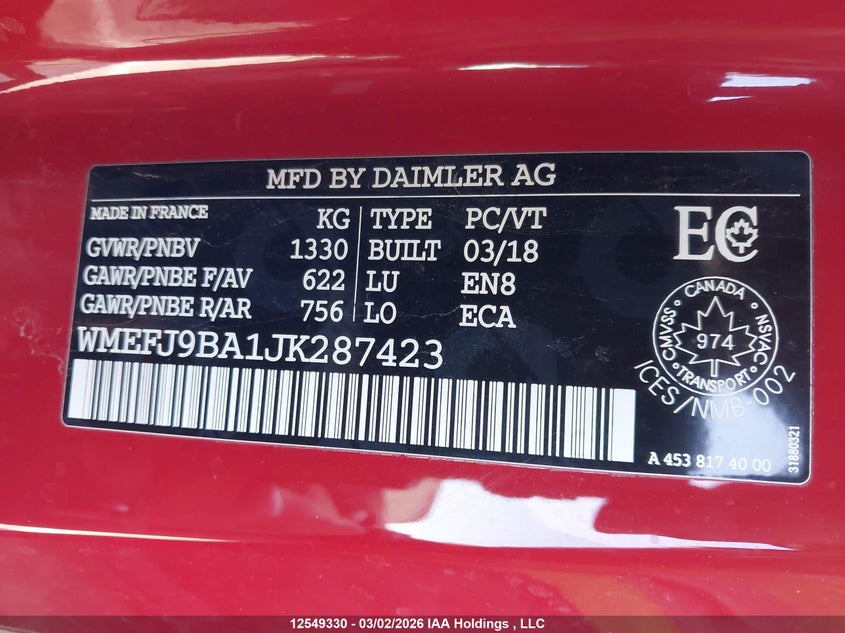 MFD BY DAIMLER AG
MADE IN FRANCE KG TYPE PC/VT
GVWR/PNBV 1330 BUILT 03/18
GAWR/PNBE F/AV 622 LU EN8
GAWR/PNBE R/AR 756 LO ECA
WMEFJ9BA1JK287423
EC
CANADA
CMVSS 974 NSVAC
TRANSPORT
ICES/NMB-002
A 453 817 40 00
31880321
12549330 - 03/02/2026 IAA Holdings , LLC